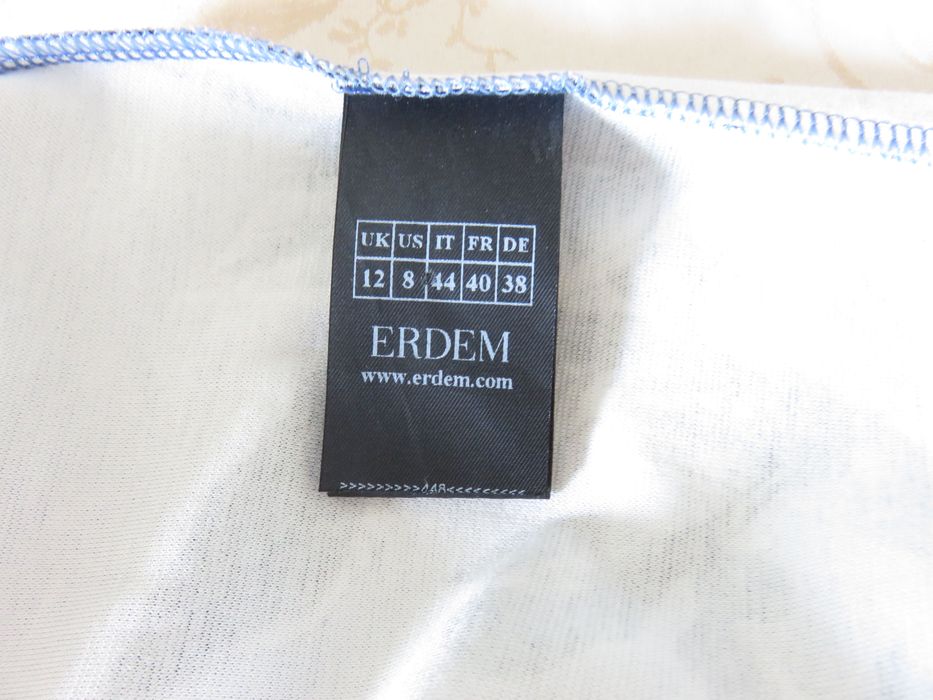 UK US IT FR DE
12 8 44 40 38
ERDEM
www.erdem.com